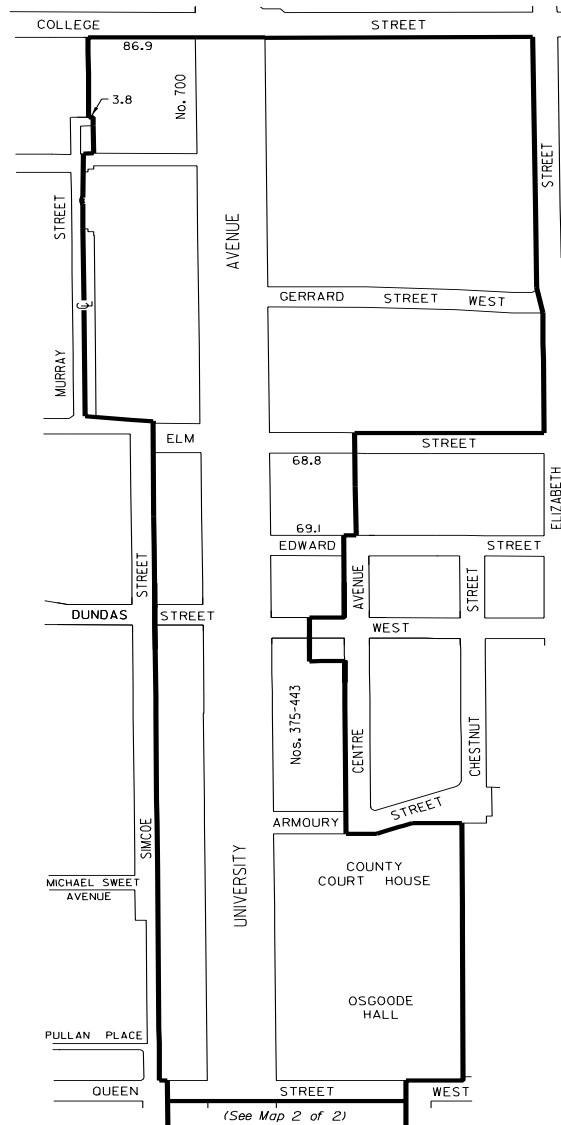 COLLEGE STREET
86.9
3.8
No. 700
STREET
STREET
AVENUE
GERRARD STREET WEST
MURRAY
ELM STREET
68.8
ELIZABETH
69.1
EDWARD STREET
STREET
AVENUE
STREET
DUNDAS STREET WEST
Nos. 375-443
CENTRE
CHESTNUT
STREET
ARMOURY
SIMCOE
UNIVERSITY
COUNTY
COURT HOUSE
MICHAEL SWEET
AVENUE
OSGOODE
HALL
PULLAN PLACE
QUEEN STREET WEST
(See Map 2 of 2)